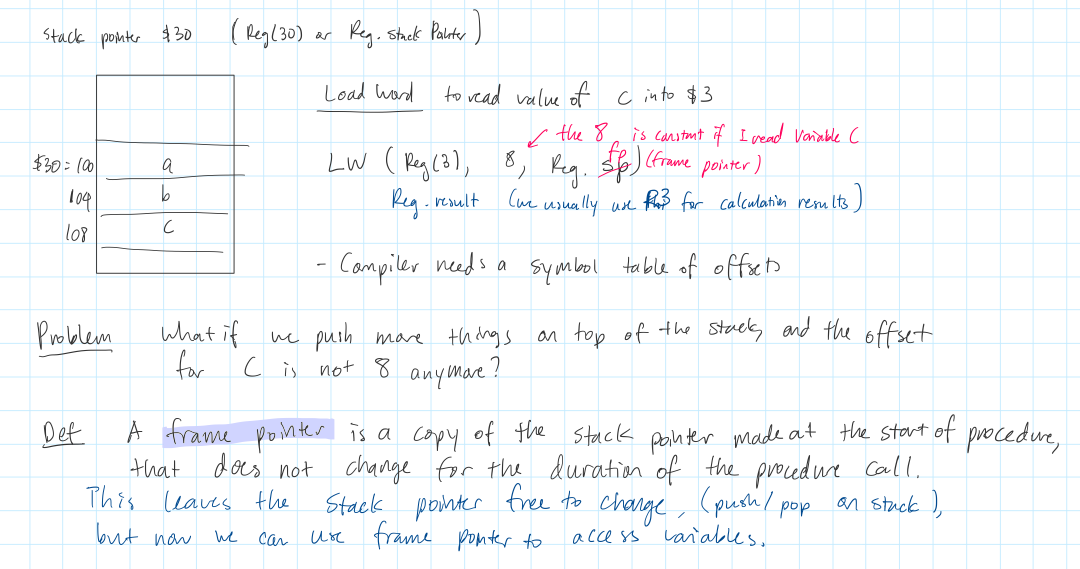 Stack pointer $30 (Reg(30) or Reg. Stack Pointer)
Load Word to read value of C into $3
the 8 is constant if I read variable C
$30 = 100 a
LW (Reg(3), 8, Reg. sp) fp (frame pointer)
104 b
Reg. result (we usually use R3 for calculation results)
108 C
- Compiler needs a symbol table of offsets
Problem What if we push more things on top of the stack, and the offset
for C is not 8 anymore?
Def A frame pointer is a copy of the stack pointer made at the start of procedure,
that does not change for the duration of the procedure call.
This leaves the stack pointer free to change, (push/pop on stack),
but now we can use frame pointer to access variables.